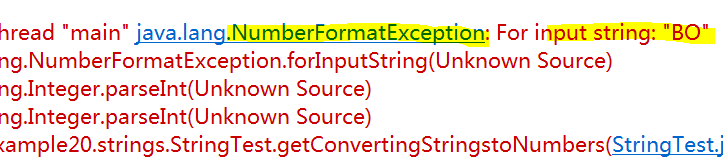 hread "main" java.lang.NumberFormatException: For input string: "BO"
ng.NumberFormatException.forInputString(Unknown Source)
ng.Integer.parseInt(Unknown Source)
ng.Integer.parseInt(Unknown Source)
xample20.strings.StringTest.getConvertingStringstoNumbers(StringTest.j